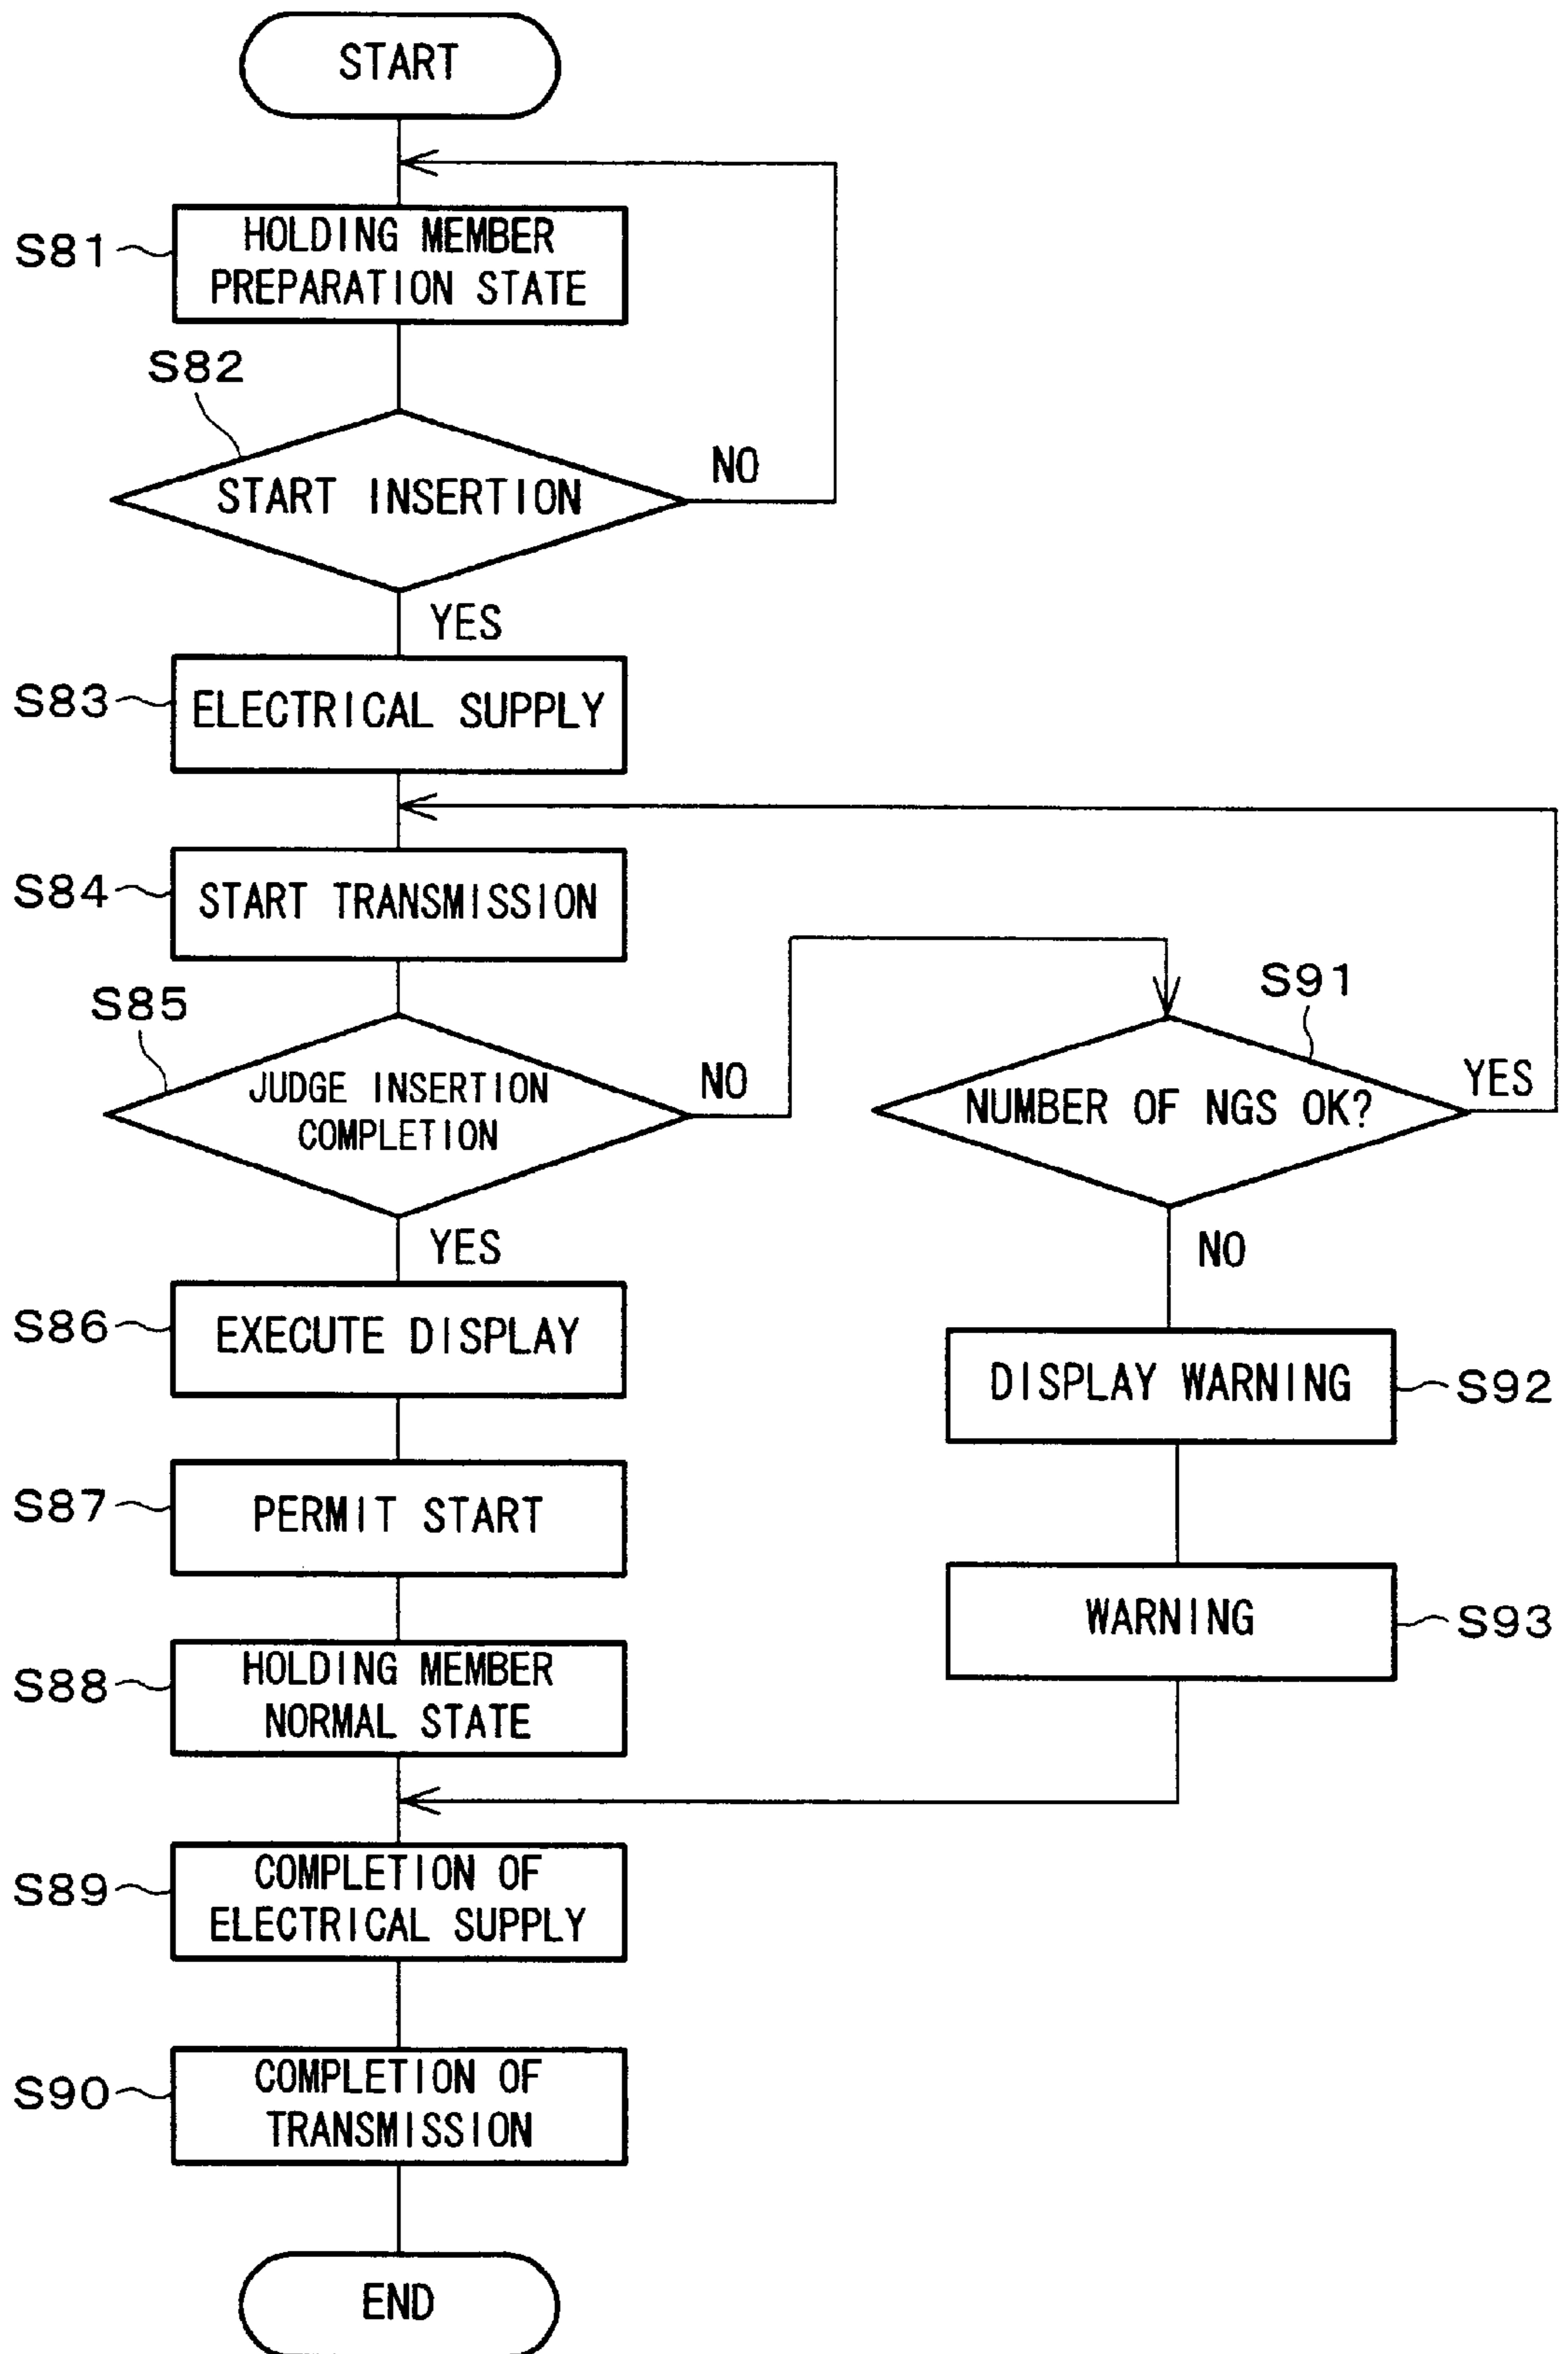 START
S81
HOLDING MEMBER
PREPARATION STATE
S82
START INSERTION
NO
YES
S83
ELECTRICAL SUPPLY
S84
START TRANSMISSION
S85
JUDGE INSERTION
COMPLETION
NO
S91
NUMBER OF NGS OK?
YES
YES
NO
S86
EXECUTE DISPLAY
DISPLAY WARNING
S92
S87
PERMIT START
WARNING
S93
S88
HOLDING MEMBER
NORMAL STATE
S89
COMPLETION OF
ELECTRICAL SUPPLY
S90
COMPLETION OF
TRANSMISSION
END